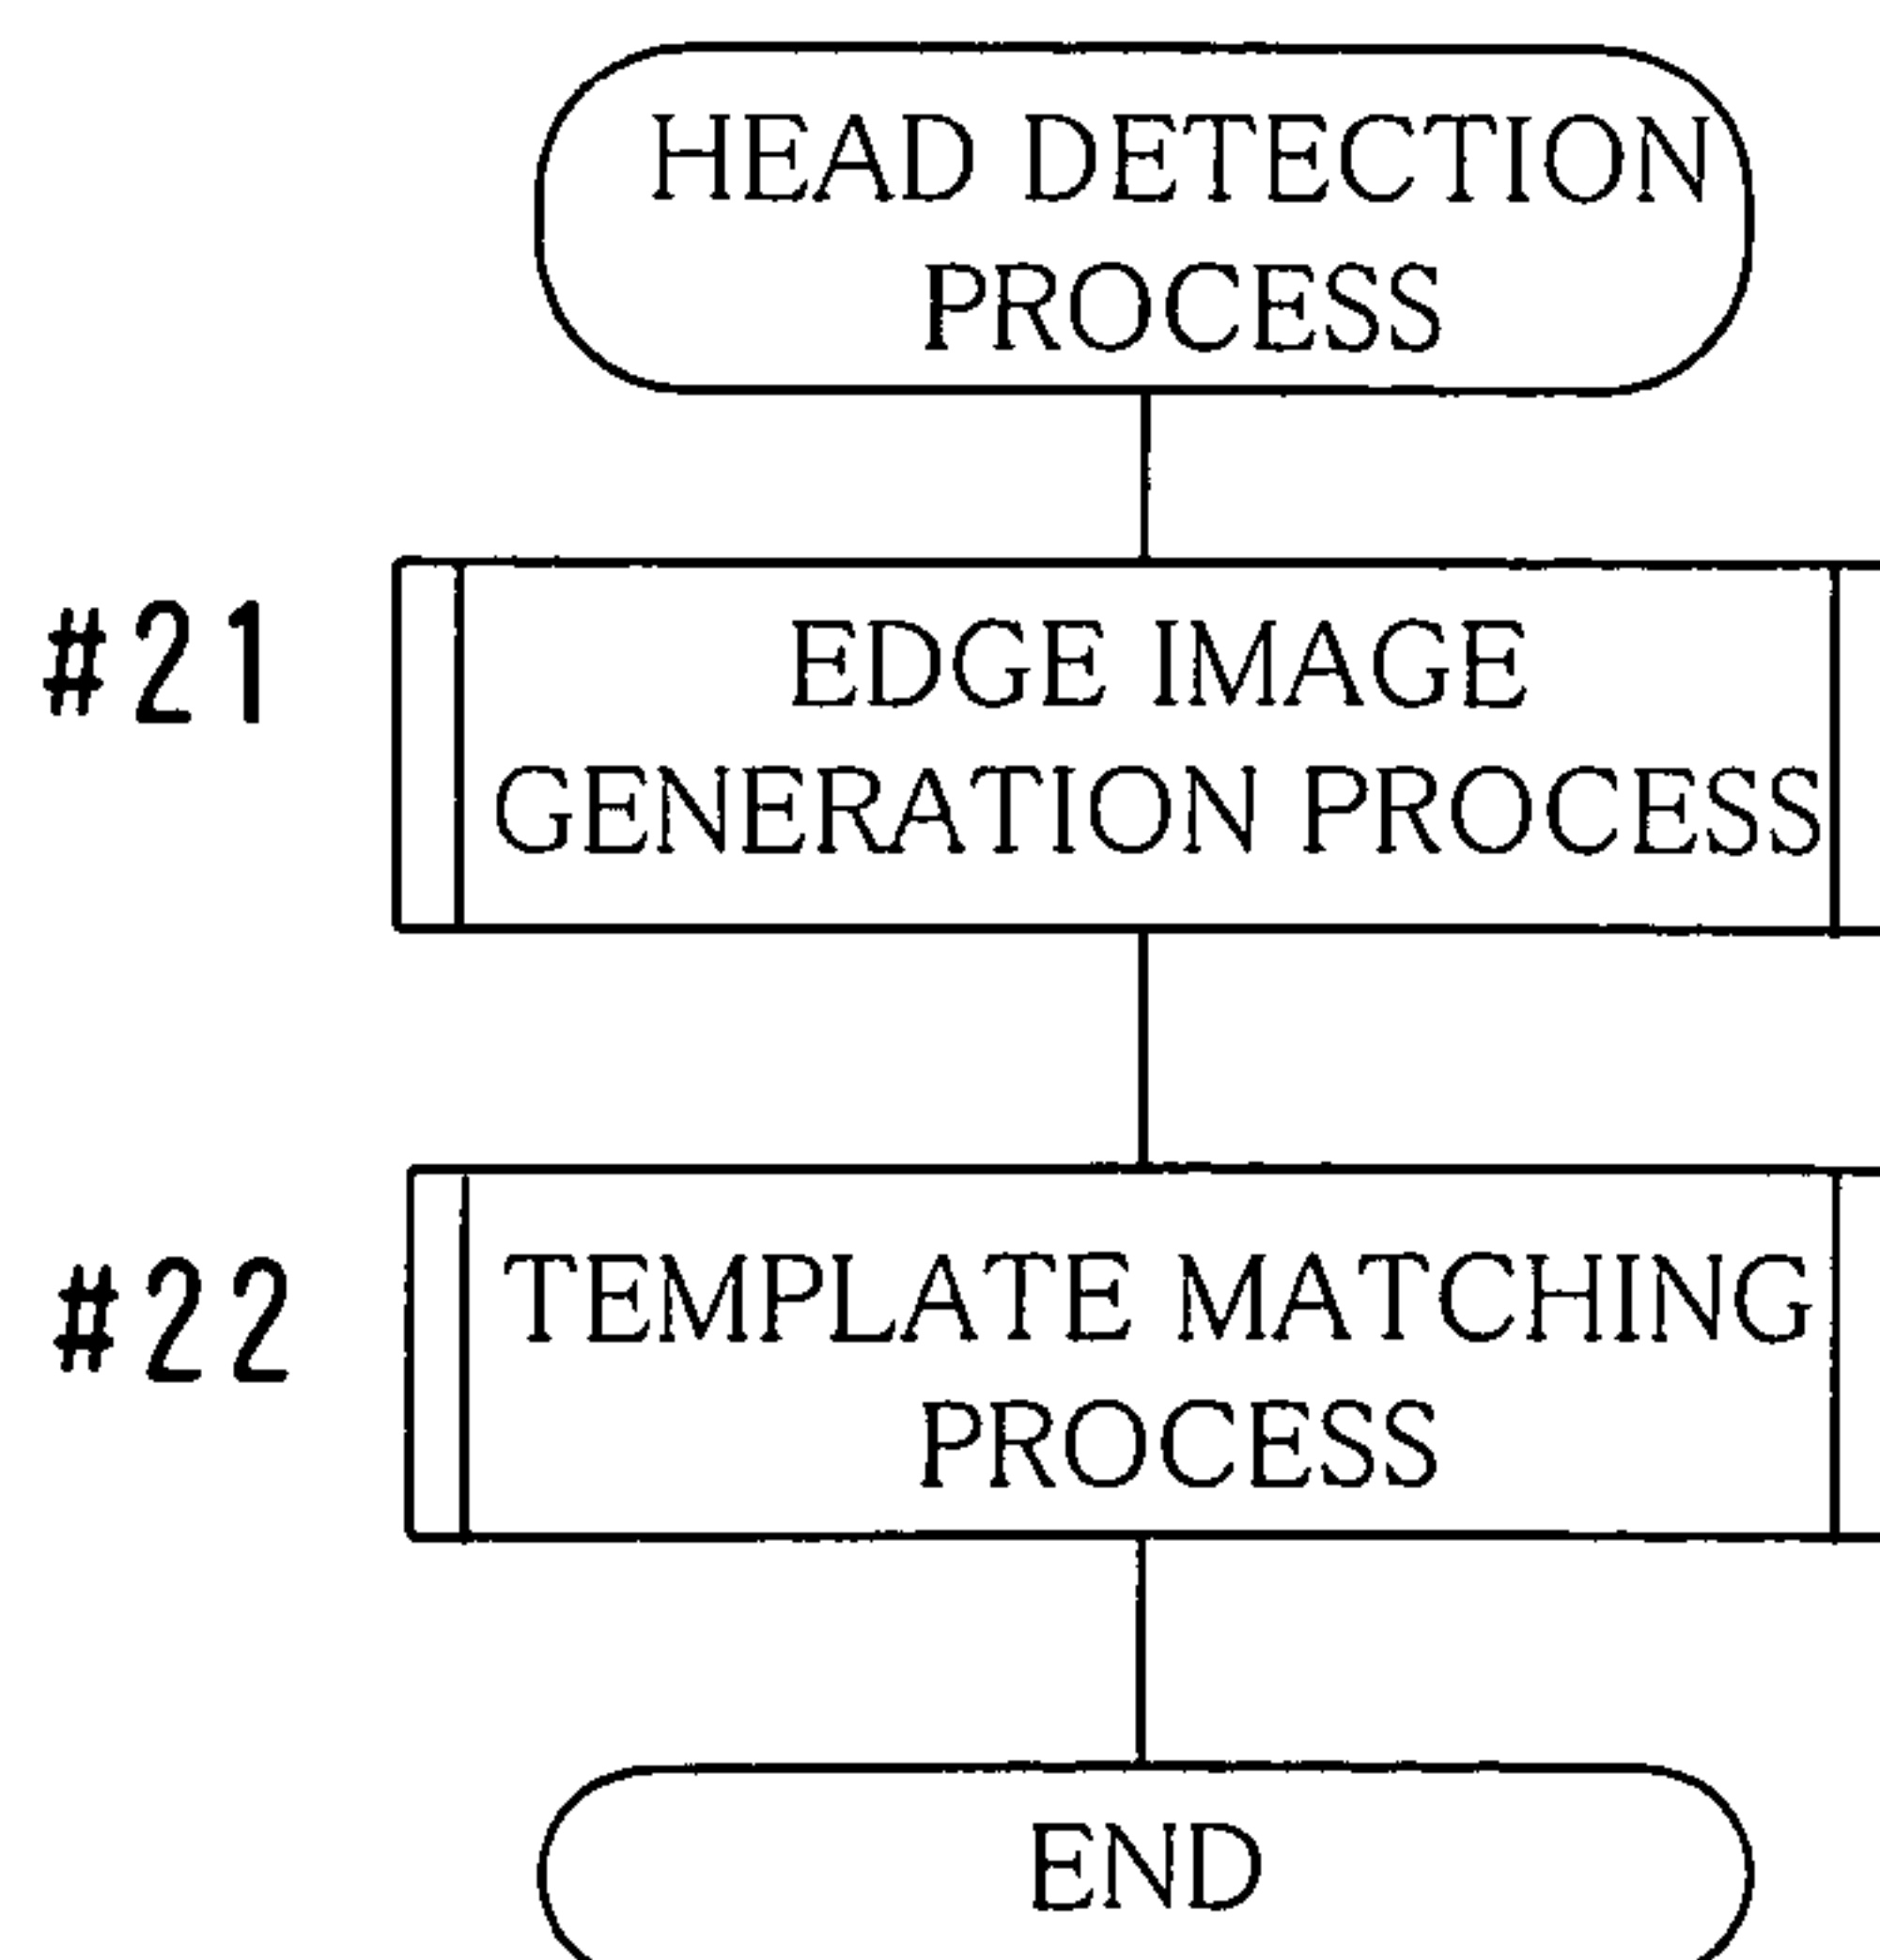 HEAD DETECTION
PROCESS
#21
EDGE IMAGE
GENERATION PROCESS
#22
TEMPLATE MATCHING
PROCESS
END